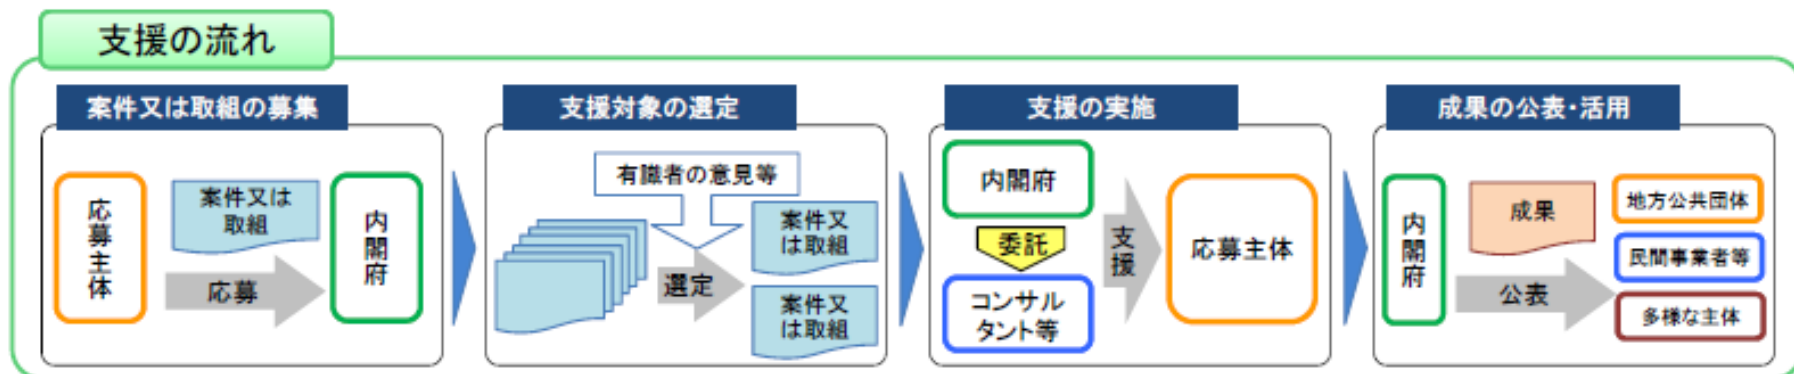 支援の流れ
案件又は取組の募集
応募主体
案件又は
取組
応募
内閣府
支援対象の選定
有識者の意見等
選定
案件又
は取組
案件又
は取組
支援の実施
内閣府
委託
コンサル
タント等
支援
応募主体
成果の公表・活用
内閣府
成果
公表
地方公共団体
民間事業者等
多様な主体